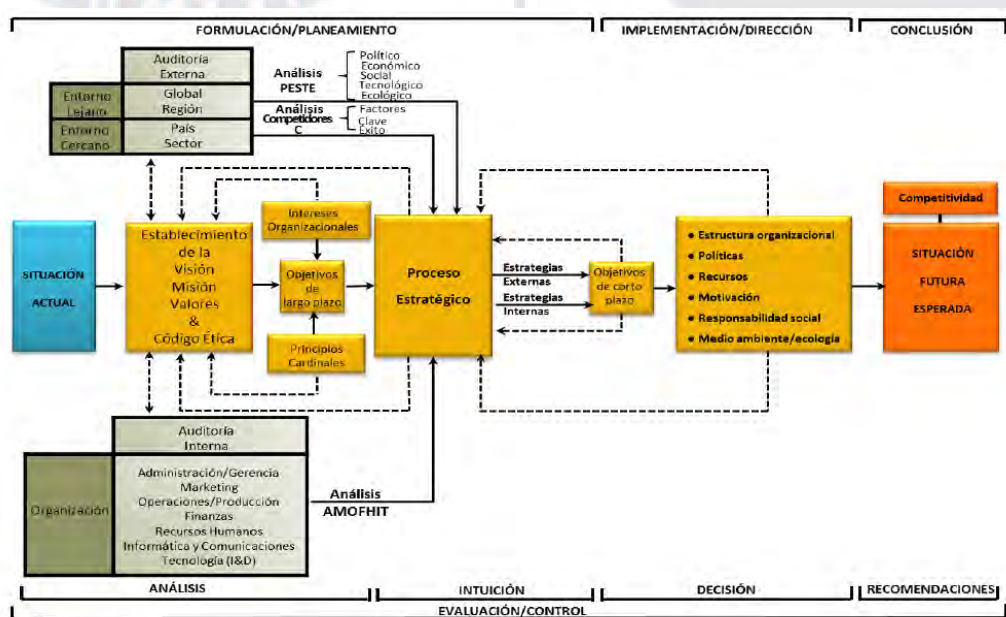 FORMULACIÓN/PLANEAMIENTO
IMPLEMENTACIÓN/DIRECCIÓN
CONCLUSIÓN
Auditoría
Externa
Entorno
Lejano
Global
Región
Entorno
Cercano
País
Sector
Análisis
PESTE
Político
Económico
Social
Tecnológico
Ecológico
Análisis
Competidores
C
Factores
Clave
Éxito
SITUACIÓN
ACTUAL
Establecimiento
de la
Visión
Misión
Valores
&
Código Ética
Intereses
Organizacionales
Objetivos
de
largo plazo
Principios
Cardinales
Proceso
Estratégico
Estrategias
Externas
Estrategias
Internas
Objetivos
de corto
plazo
● Estructura organizacional
● Políticas
● Recursos
● Motivación
● Responsabilidad social
● Medio ambiente/ecología
Competitividad
SITUACIÓN
FUTURA
ESPERADA
Auditoría
Interna
Organización
Administración/Gerencia
Marketing
Operaciones/Producción
Finanzas
Recursos Humanos
Informática y Comunicaciones
Tecnología (I&D)
Análisis
AMOFHIT
ANÁLISIS
INTUICIÓN
DECISIÓN
RECOMENDACIONES
EVALUACIÓN/CONTROL